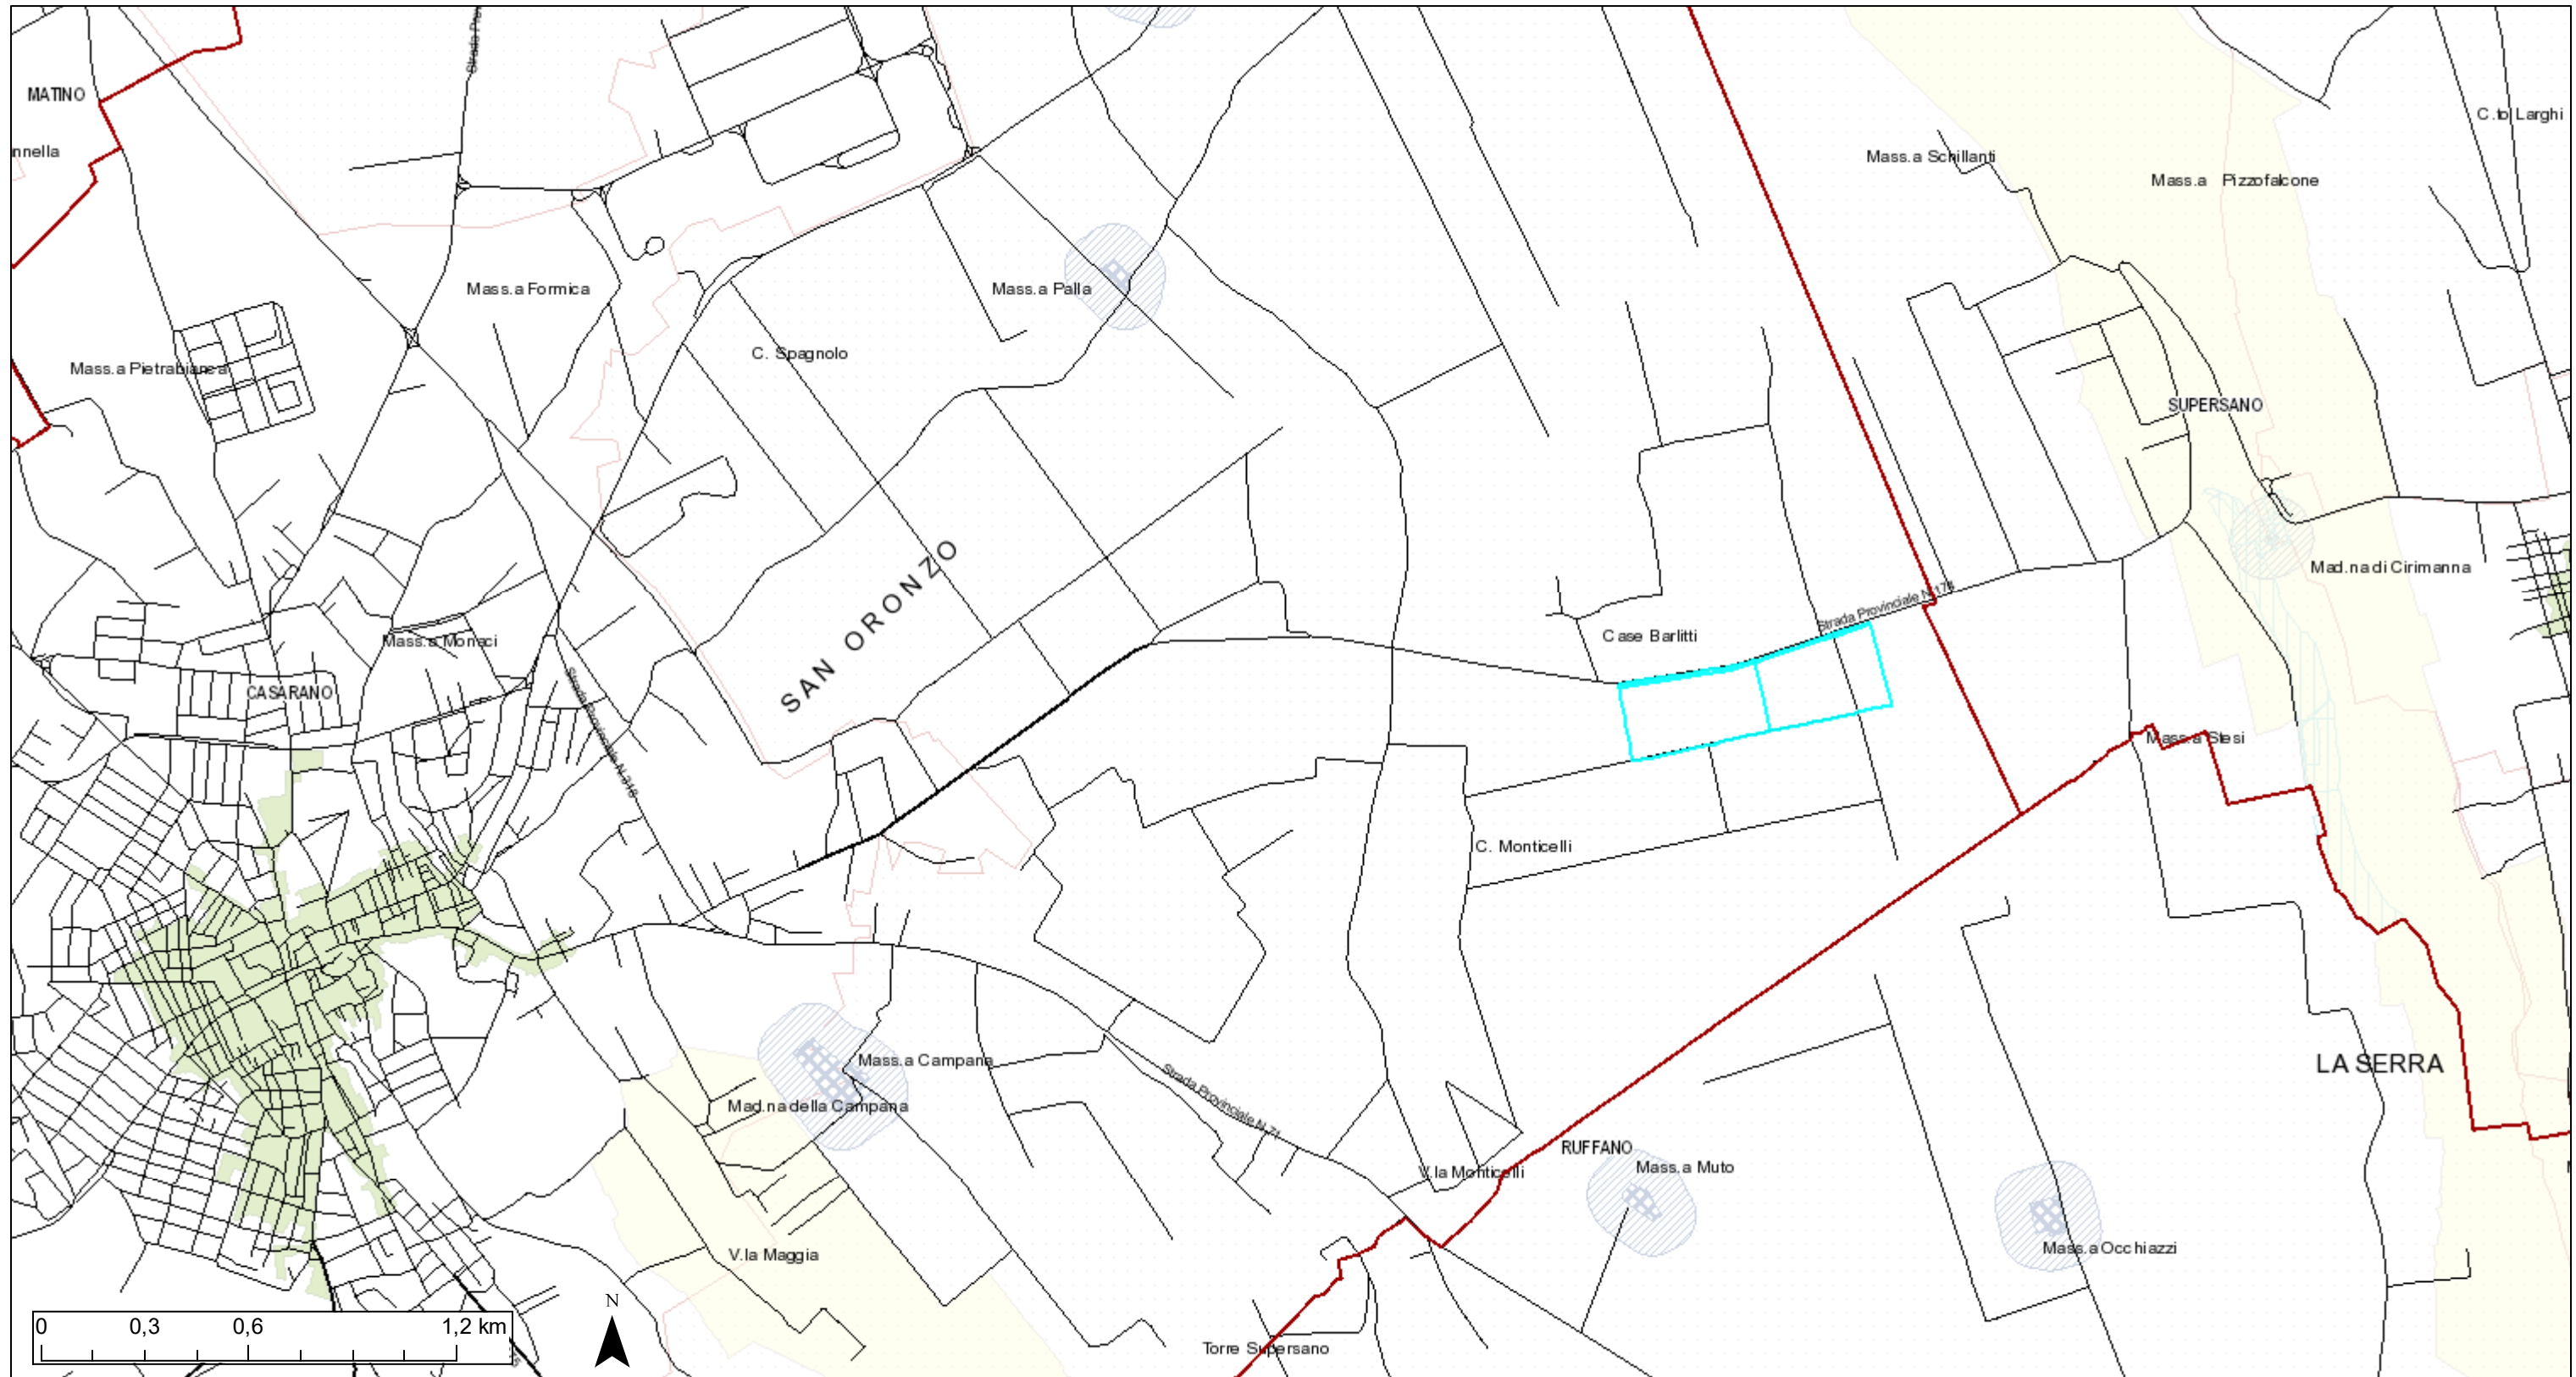 MATINO
nnella
C.to Larghi
Mass.a Schillanti
Mass.a Pizzofalcone
Mass.a Formica
Mass.a Palla
C. Spagnolo
Mass.a Pietrabianca
SUPERSANO
Mad.na di Cirimanna
SAN ORONZO
Strada Provinciale N.
Case Barlitti
Mass.a Monaci
CASARANO
Mass.a Stesi
C. Monticelli
LA SERRA
Mass.a Campana
Mad.na della Campana
Strada Provinciale N.71
RUFFANO
Mass.a Muto
V.la Monticelli
Mass.a Occhiazzi
V.la Maggia
Torre Supersano
N
0 0,3 0,6 1,2 km